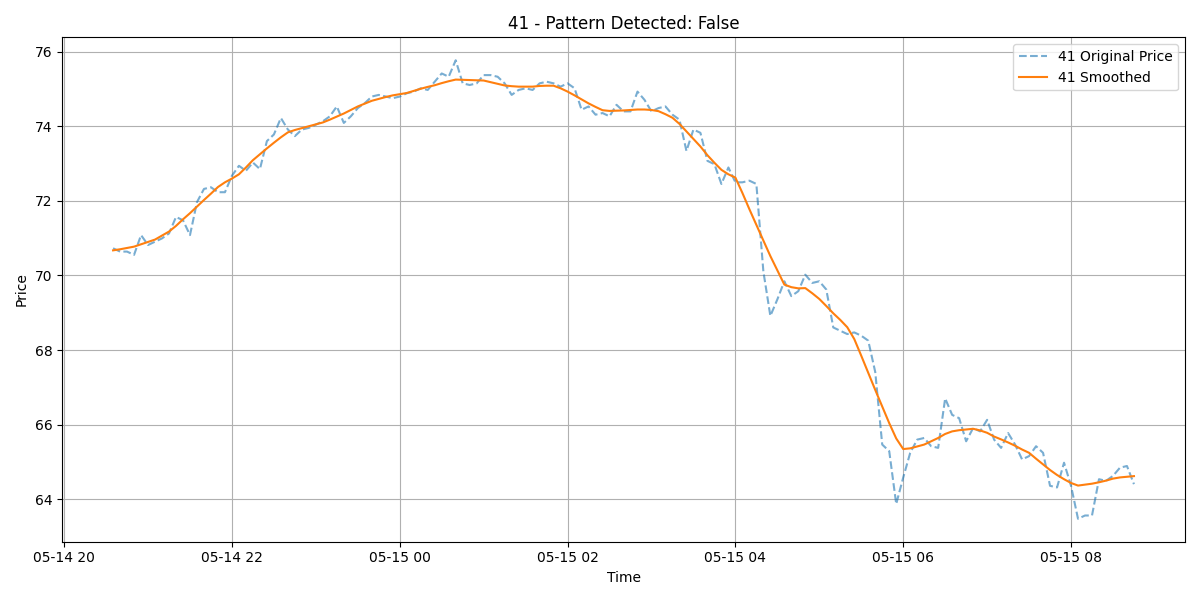 41 - Pattern Detected: False
76
74
72
70
68
66
64
Price
41 Original Price
41 Smoothed
05-14 20
05-14 22
05-15 00
05-15 02
05-15 04
05-15 06
05-15 08
Time